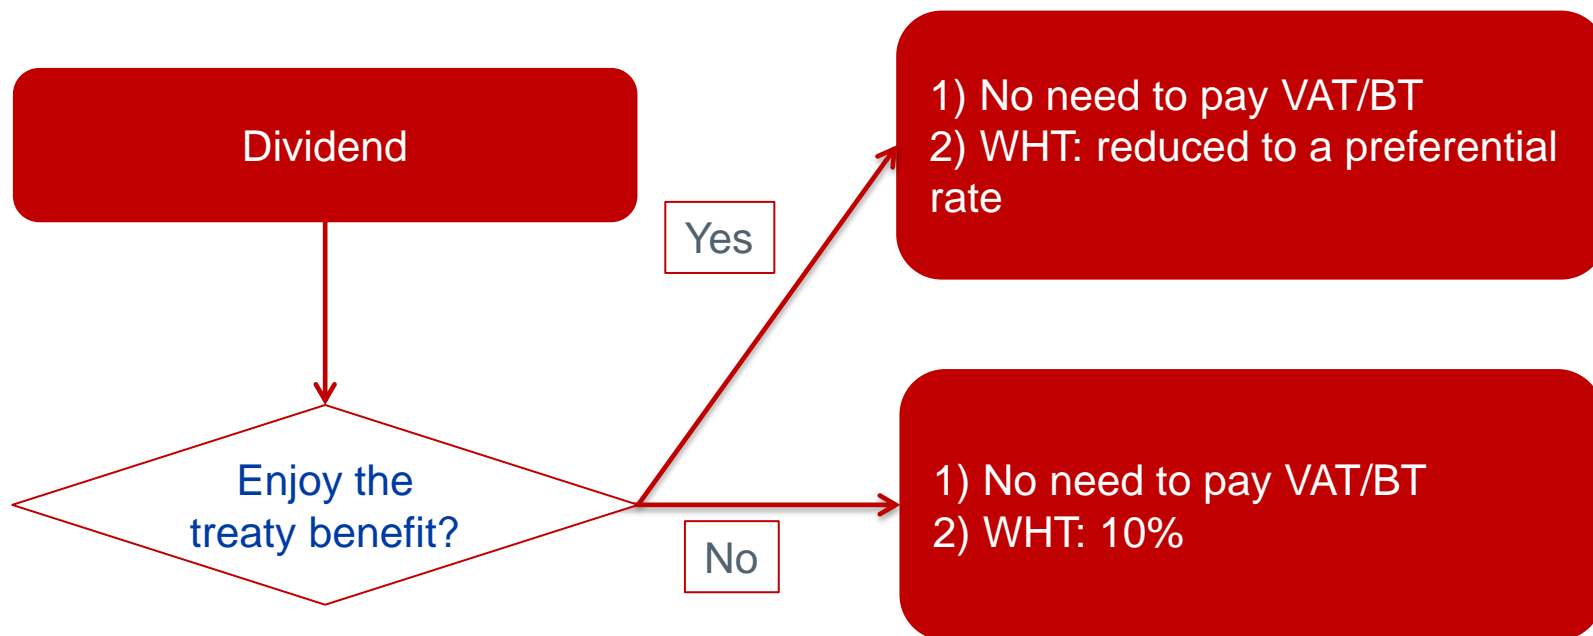 Dividend
Enjoy the
treaty benefit?
Yes
1) No need to pay VAT/BT
2) WHT: reduced to a preferential
rate
No
1) No need to pay VAT/BT
2) WHT: 10%